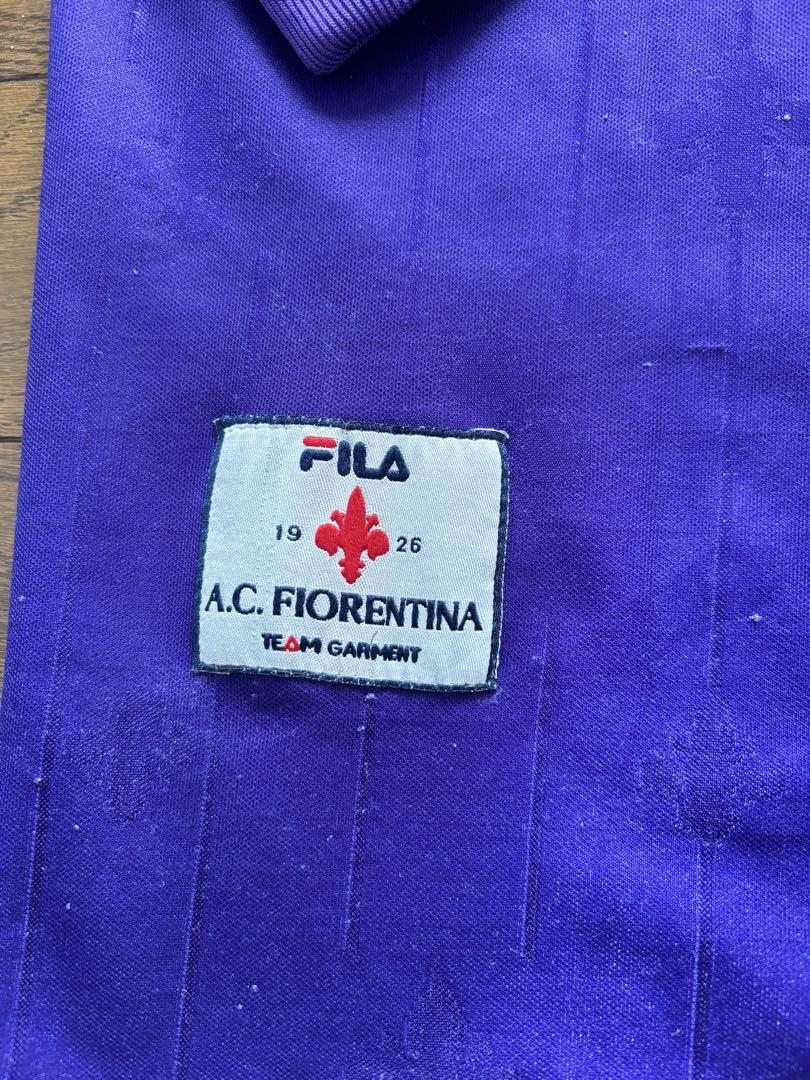 FILA
19 26
A.C. FIORENTINA
TEAM GARMENT